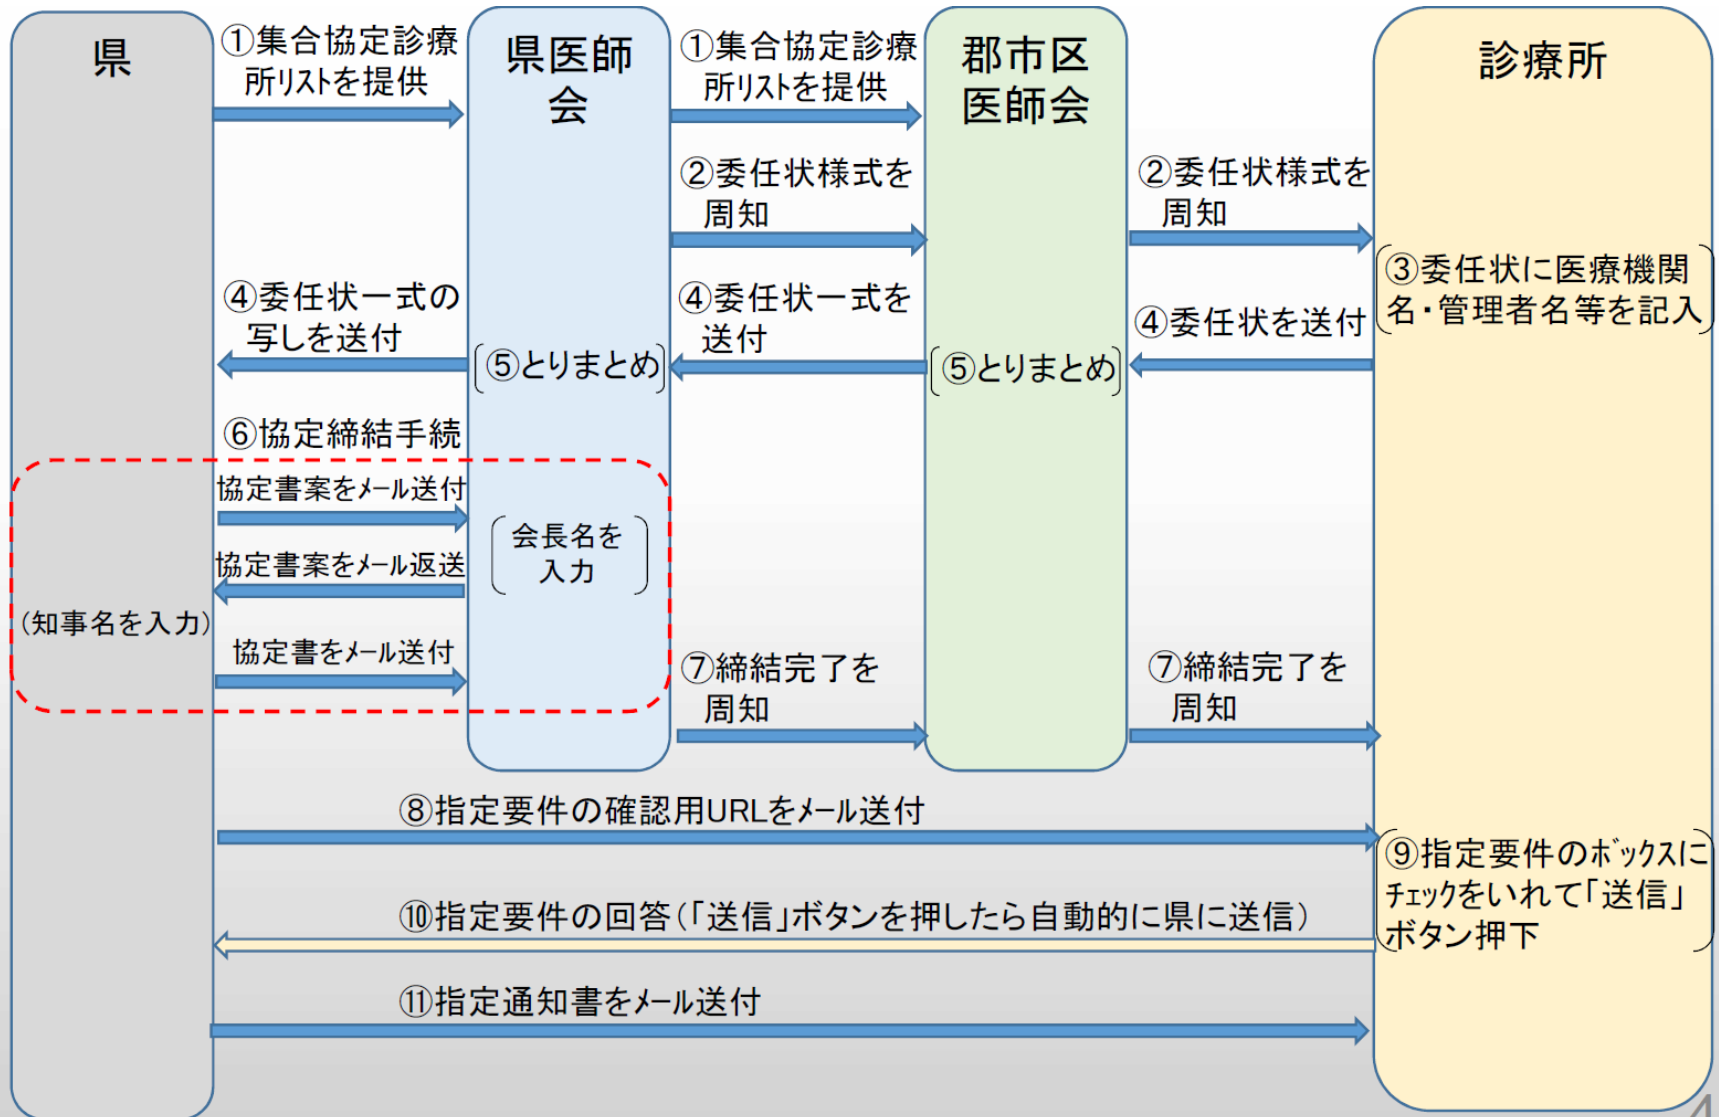 県
①集合協定診療
所リストを提供
県医師
会
①集合協定診療
所リストを提供
郡市区
医師会
診療所
②委任状様式を
周知
②委任状様式を
周知
③委任状に医療機関
名・管理者名等を記入
④委任状一式の
写しを送付
④委任状一式を
送付
④委任状を送付
⑤とりまとめ
⑤とりまとめ
⑥協定締結手続
協定書案をメール送付
会長名を
入力
協定書案をメール返送
(知事名を入力)
協定書をメール送付
⑦締結完了を
周知
⑦締結完了を
周知
⑧指定要件の確認用URLをメール送付
⑨指定要件のボックスに
チェックをいれて「送信」
ボタン押下
⑩指定要件の回答(「送信」ボタンを押したら自動的に県に送信)
⑪指定通知書をメール送付
4